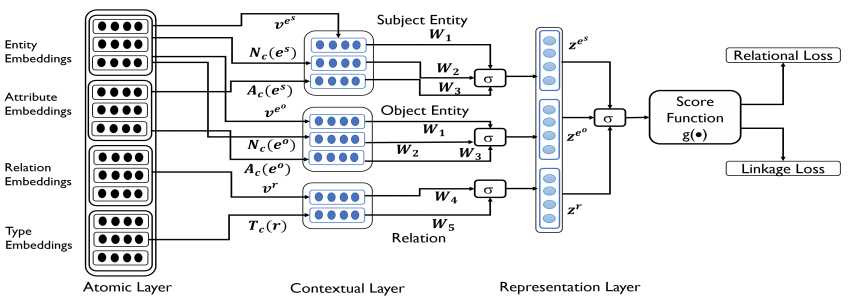 Subject Entity
v^{e^s}
W_1
z^{e^s}
Entity
Embeddings
N_c(e^s)
W_2
σ
Relational Loss
A_c(e^s)
W_3
Attribute
Embeddings
v^{e^o}
Object Entity
W_1
Score
Function
g(•)
σ
N_c(e^o)
W_2
W_3
σ
z^{e^o}
Relation
Embeddings
A_c(e^o)
Linkage Loss
v^r
W_4
σ
z^r
Type
Embeddings
T_c(r)
W_5
Relation
Atomic Layer
Contextual Layer
Representation Layer